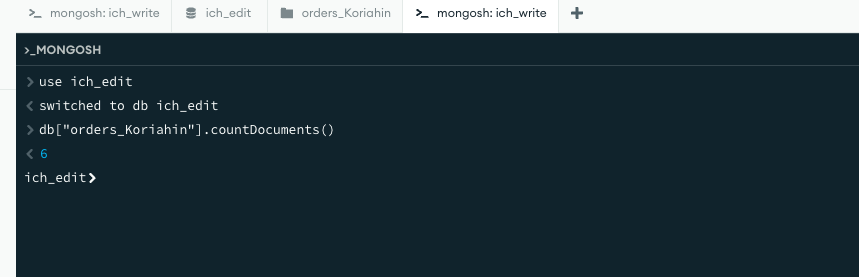 >_ mongosh: ich_write ich_edit orders_Koriahin >_ mongosh: ich_write +
>_MONGOSH
> use ich_edit
< switched to db ich_edit
> db["orders_Koriahin"].countDocuments()
< 6
ich_edit>